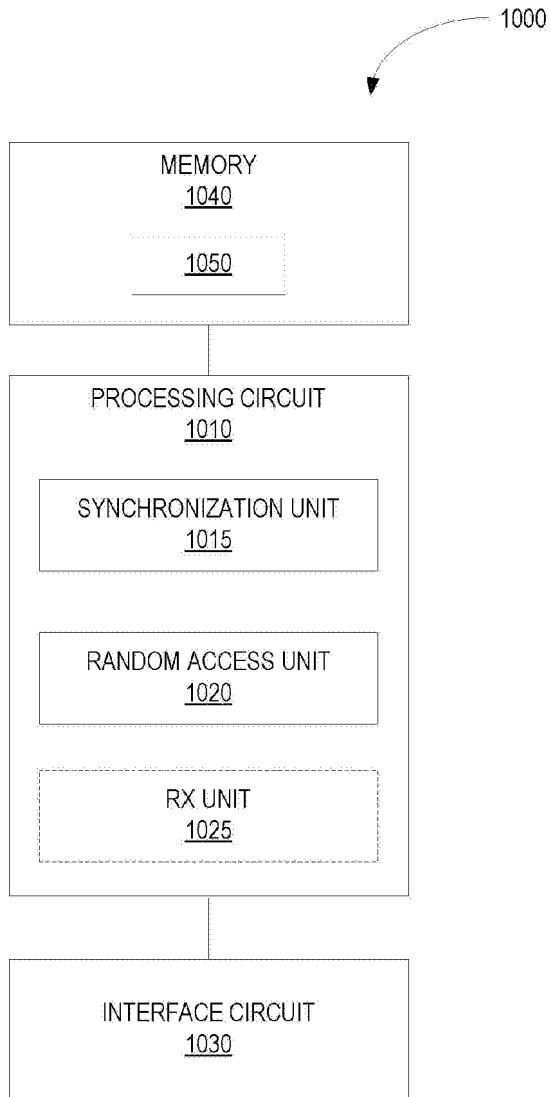 1000
MEMORY
1040
1050
PROCESSING CIRCUIT
1010
SYNCHRONIZATION UNIT
1015
RANDOM ACCESS UNIT
1020
RX UNIT
1025
INTERFACE CIRCUIT
1030